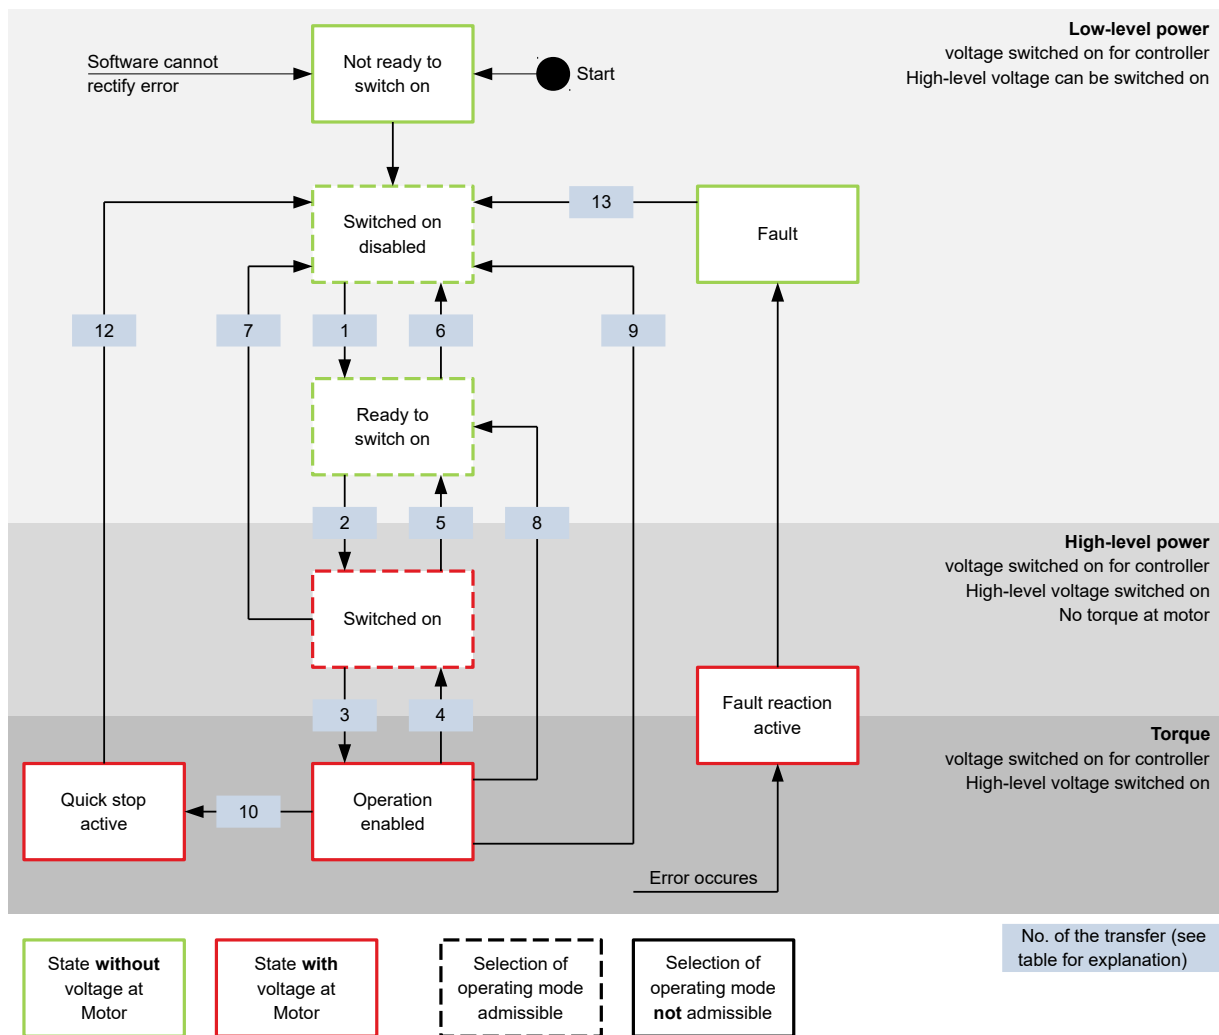 Low-level power
voltage switched on for controller
High-level voltage can be switched on
Software cannot
rectify error
Not ready to
switch on
Start
Switched on
disabled
13
Fault
12
7
1
6
9
Ready to
switch on
2
5
8
High-level power
voltage switched on for controller
High-level voltage switched on
No torque at motor
Switched on
3
4
Fault reaction
active
Torque
voltage switched on for controller
High-level voltage switched on
Quick stop
active
10
Operation
enabled
Error occures
State without
voltage at
Motor
State with
voltage at
Motor
Selection of
operating mode
admissible
Selection of
operating mode
not admissible
No. of the transfer (see
table for explanation)